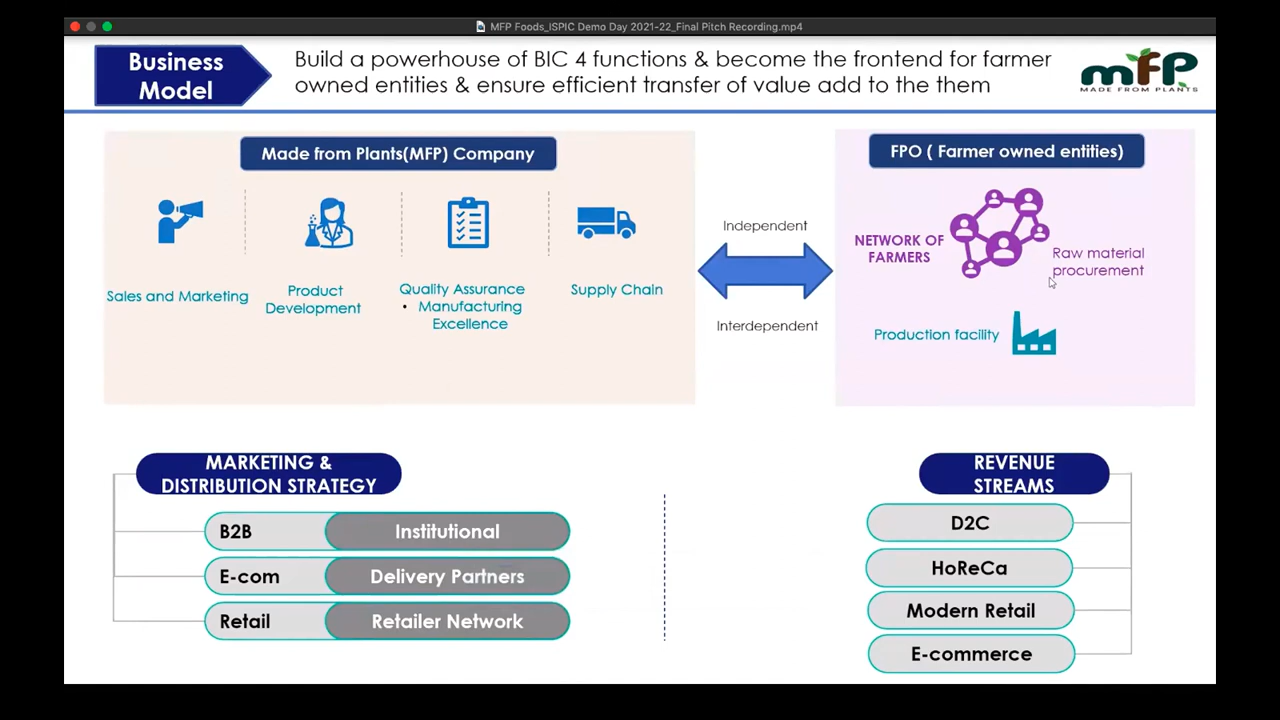 MFP Foods_ISPIC Demo Day 2021-22_Final Pitch Recording.mp4
Business
Model
Build a powerhouse of BIC 4 functions & become the frontend for farmer
owned entities & ensure efficient transfer of value add to the them
mFP
MADE FROM PLANTS
Made from Plants(MFP) Company
Sales and Marketing
Product
Development
Quality Assurance
• Manufacturing
Excellence
Supply Chain
Independent
Interdependent
FPO ( Farmer owned entities)
NETWORK OF
FARMERS
Raw material
procurement
Production facility
MARKETING &
DISTRIBUTION STRATEGY
B2B Institutional
E-com Delivery Partners
Retail Retailer Network
REVENUE
STREAMS
D2C
HoReCa
Modern Retail
E-commerce